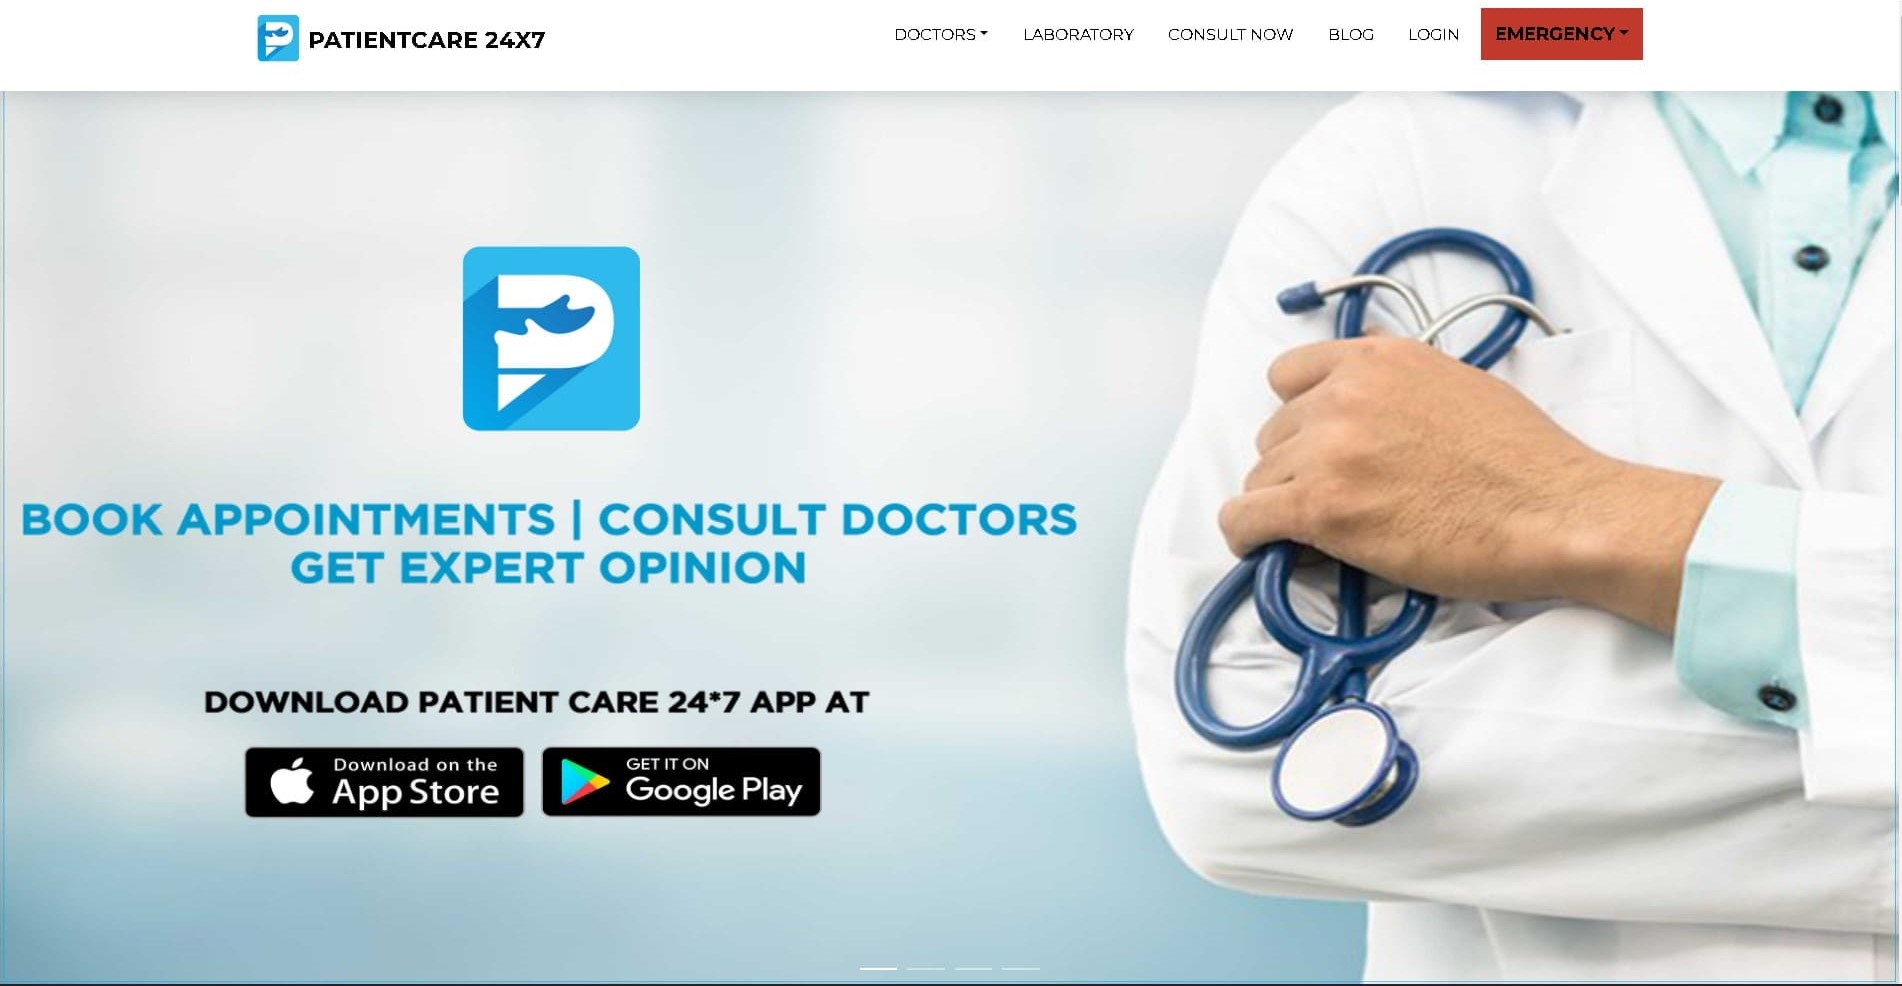 PATIENTCARE 24X7
DOCTORS
LABORATORY
CONSULT NOW
BLOG
LOGIN
EMERGENCY
BOOK APPOINTMENTS | CONSULT DOCTORS
GET EXPERT OPINION
DOWNLOAD PATIENT CARE 24*7 APP AT
Download on the
App Store
GET IT ON
Google Play